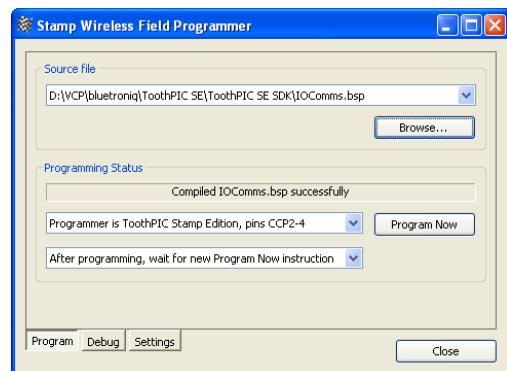 Stamp Wireless Field Programmer
Source file
D:\VCP\bluetroniq\ToothPIC SE\ToothPIC SE SDK\IOComms.bsp
Browse...
Programming Status
Compiled IOComms.bsp successfully
Programmer is ToothPIC Stamp Edition, pins CCP2-4
Program Now
After programming, wait for new Program Now instruction
Program
Debug
Settings
Close